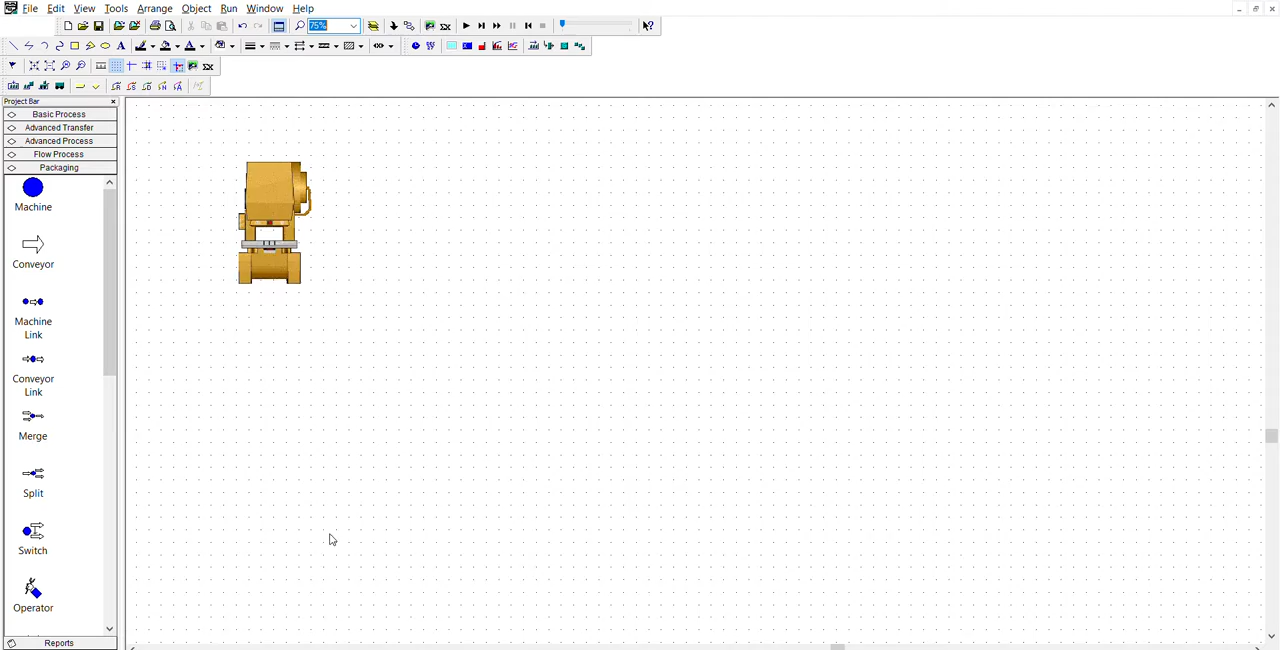 File Edit View Tools Arrange Object Run Window Help
75%
Project Bar
Basic Process
Advanced Transfer
Advanced Process
Flow Process
Packaging
Machine
Conveyor
Machine
Link
Conveyor
Link
Merge
Split
Switch
Operator
Reports